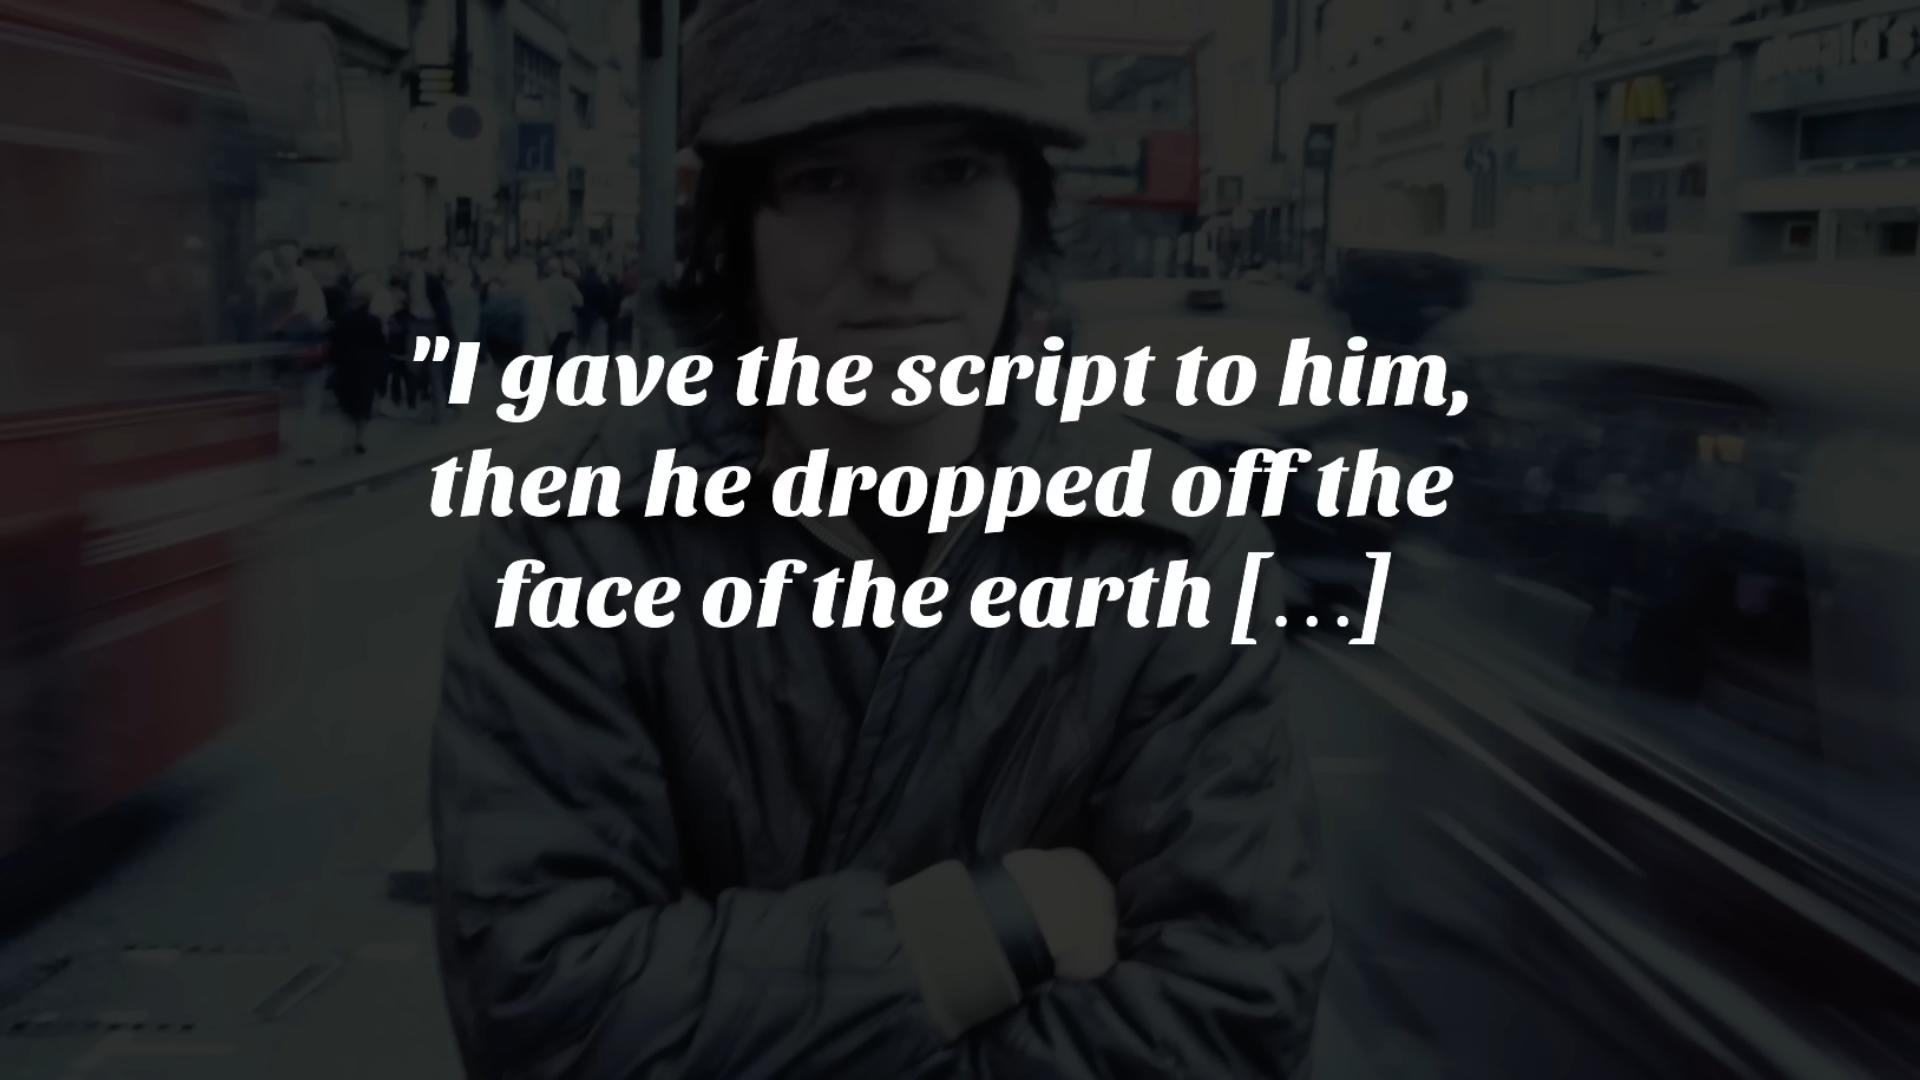 "I gave the script to him,
then he dropped off the
face of the earth […]